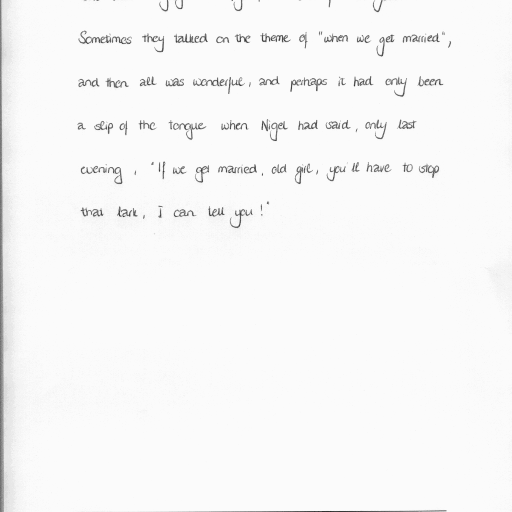 Sometimes they talked on the theme of "when we get married",
and then all was wonderful, and perhaps it had only been
a slip of the tongue when Nigel had said, only last
evening, "If we get married, old girl, you'll have to stop
that lark, I can tell you!"